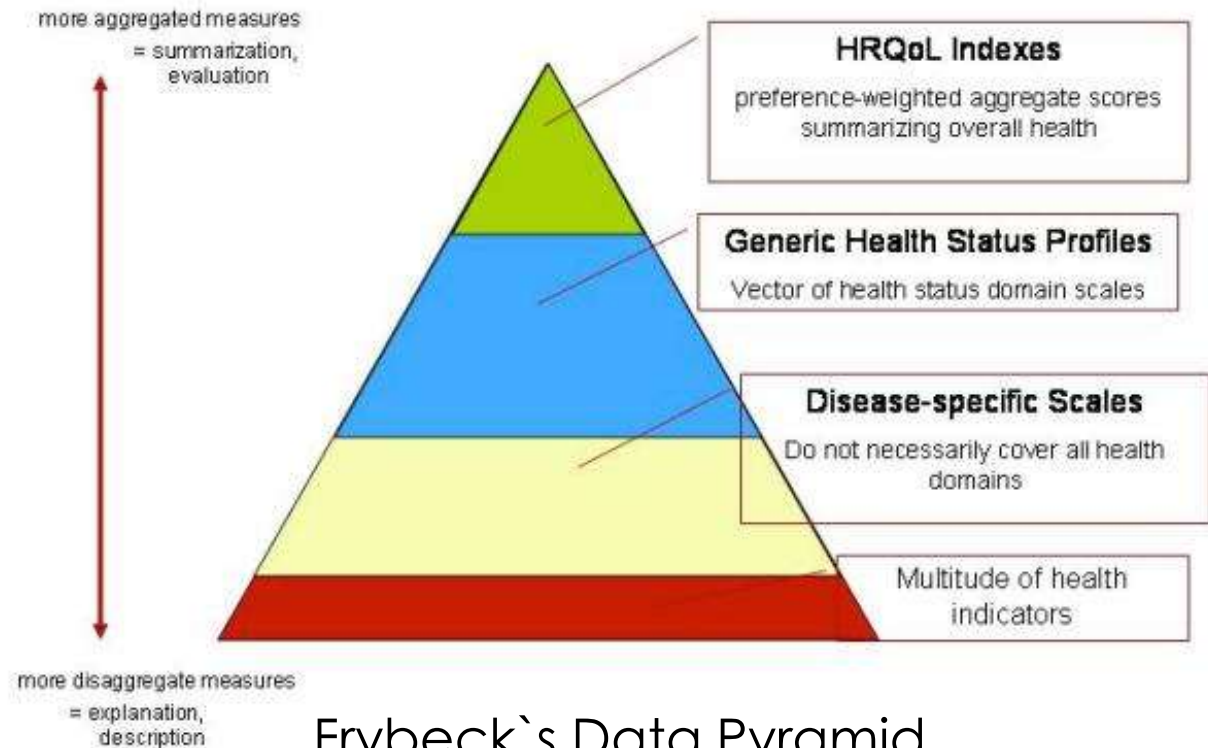 more aggregated measures
= summarization,
evaluation
HRQoL Indexes
preference-weighted aggregate scores
summarizing overall health
Generic Health Status Profiles
Vector of health status domain scales
Disease-specific Scales
Do not necessarily cover all health
domains
Multitude of health
indicators
more disaggregate measures
= explanation,
description
Frybeck`s Data Pyramid